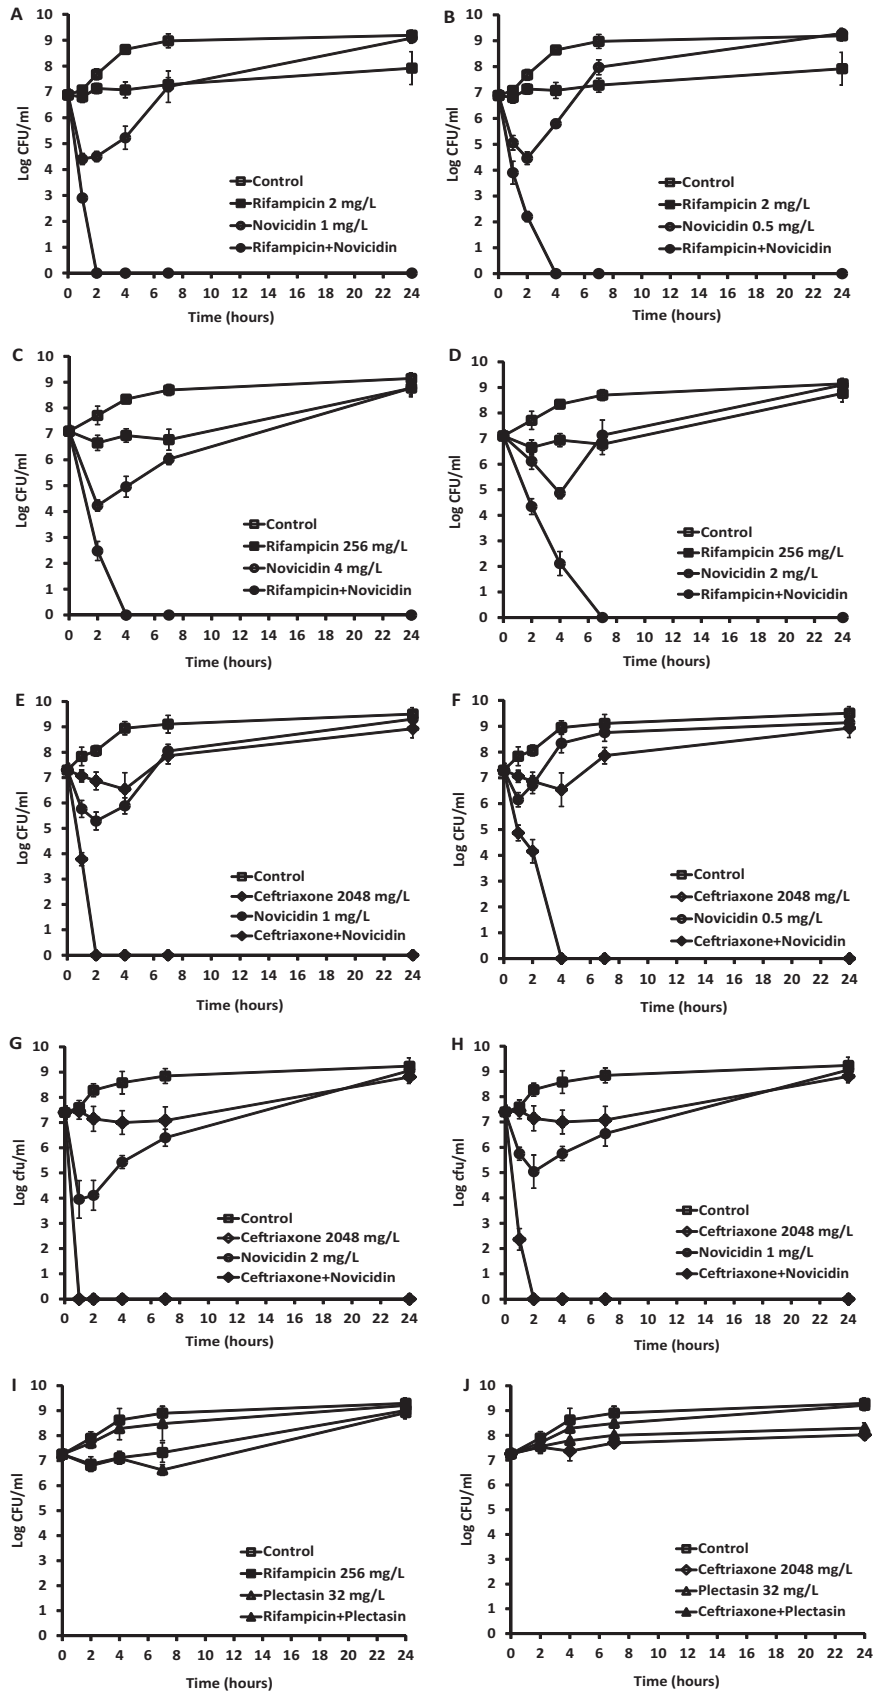 A
10
9
8
7
6
5
4
3
2
1
0
Log CFU/ml
Control
Rifampicin 2 mg/L
Novicidin 1 mg/L
Rifampicin+Novicidin
0 2 4 6 8 10 12 14 16 18 20 22 24
Time (hours)
B
10
9
8
7
6
5
4
3
2
1
0
Log CFU/ml
Control
Rifampicin 2 mg/L
Novicidin 0.5 mg/L
Rifampicin+Novicidin
0 2 4 6 8 10 12 14 16 18 20 22 24
Time (hours)
C
10
9
8
7
6
5
4
3
2
1
0
Log CFU/ml
Control
Rifampicin 256 mg/L
Novicidin 4 mg/L
Rifampicin+Novicidin
0 2 4 6 8 10 12 14 16 18 20 22 24
Time (hours)
D
10
9
8
7
6
5
4
3
2
1
0
Log CFU/ml
Control
Rifampicin 256 mg/L
Novicidin 2 mg/L
Rifampicin+Novicidin
0 2 4 6 8 10 12 14 16 18 20 22 24
Time (hours)
E
10
9
8
7
6
5
4
3
2
1
0
Log CFU/ml
Control
Ceftriaxone 2048 mg/L
Novicidin 1 mg/L
Ceftriaxone+Novicidin
0 2 4 6 8 10 12 14 16 18 20 22 24
Time (hours)
F
10
9
8
7
6
5
4
3
2
1
0
Log CFU/ml
Control
Ceftriaxone 2048 mg/L
Novicidin 0.5 mg/L
Ceftriaxone+Novicidin
0 2 4 6 8 10 12 14 16 18 20 22 24
Time (hours)
G
10
9
8
7
6
5
4
3
2
1
0
Log cfu/ml
Control
Ceftriaxone 2048 mg/L
Novicidin 2 mg/L
Ceftriaxone+Novicidin
0 2 4 6 8 10 12 14 16 18 20 22 24
Time (hours)
H
10
9
8
7
6
5
4
3
2
1
0
Log cfu/ml
Control
Ceftriaxone 2048 mg/L
Novicidin 1 mg/L
Ceftriaxone+Novicidin
0 2 4 6 8 10 12 14 16 18 20 22 24
Time (hours)
I
10
9
8
7
6
5
4
3
2
1
0
Log CFU/ml
Control
Rifampicin 256 mg/L
Plectasin 32 mg/L
Rifampicin+Plectasin
0 2 4 6 8 10 12 14 16 18 20 22 24
Time (hours)
J
10
9
8
7
6
5
4
3
2
1
0
Log CFU/ml
Control
Ceftriaxone 2048 mg/L
Plectasin 32 mg/L
Ceftriaxone+Plectasin
0 2 4 6 8 10 12 14 16 18 20 22 24
Time (hours)